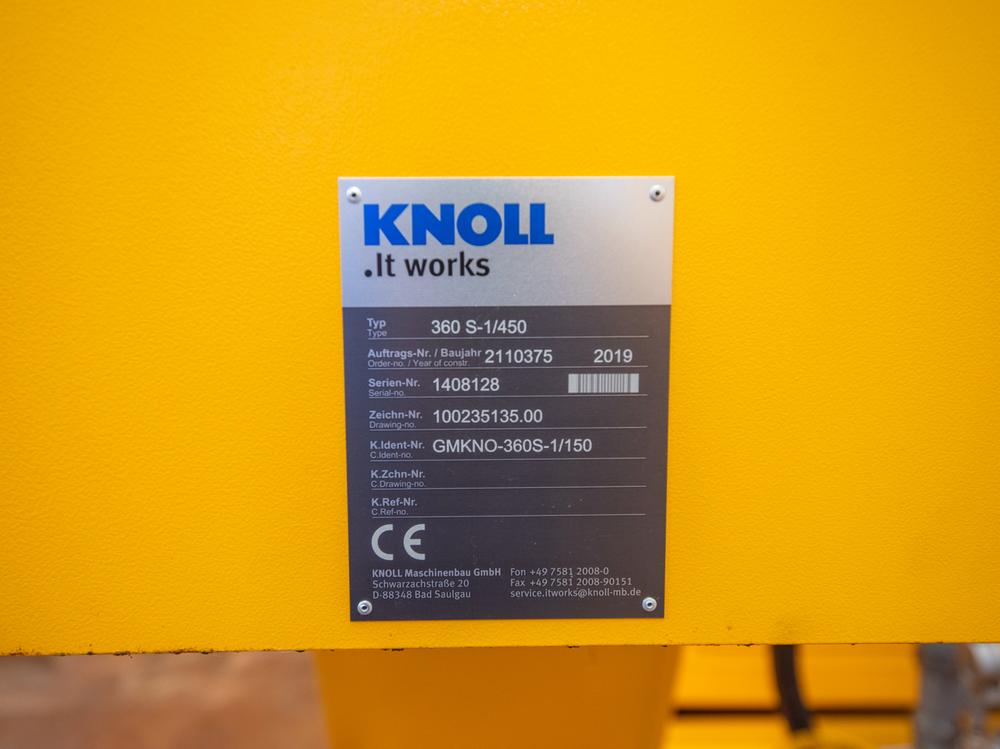 KNOLL
.It works
Typ 360 S-1/450
Type
Auftrags-Nr. / Baujahr 2110375 2019
Order-no. / Year of constr.
Serien-Nr. 1408128
Serial-no.
Zeichn-Nr. 100235135.00
Drawing-no.
K.Ident-Nr. GMKNO-360S-1/150
C.Ident-no.
K.Zchn-Nr.
C.Drawing-no.
K.Ref-Nr.
C.Ref-no.
CE
KNOLL Maschinenbau GmbH Fon +49 7581 2008-0
Schwarzachstraße 20 Fax +49 7581 2008-90151
D-88348 Bad Saulgau service.itworks@knoll-mb.de